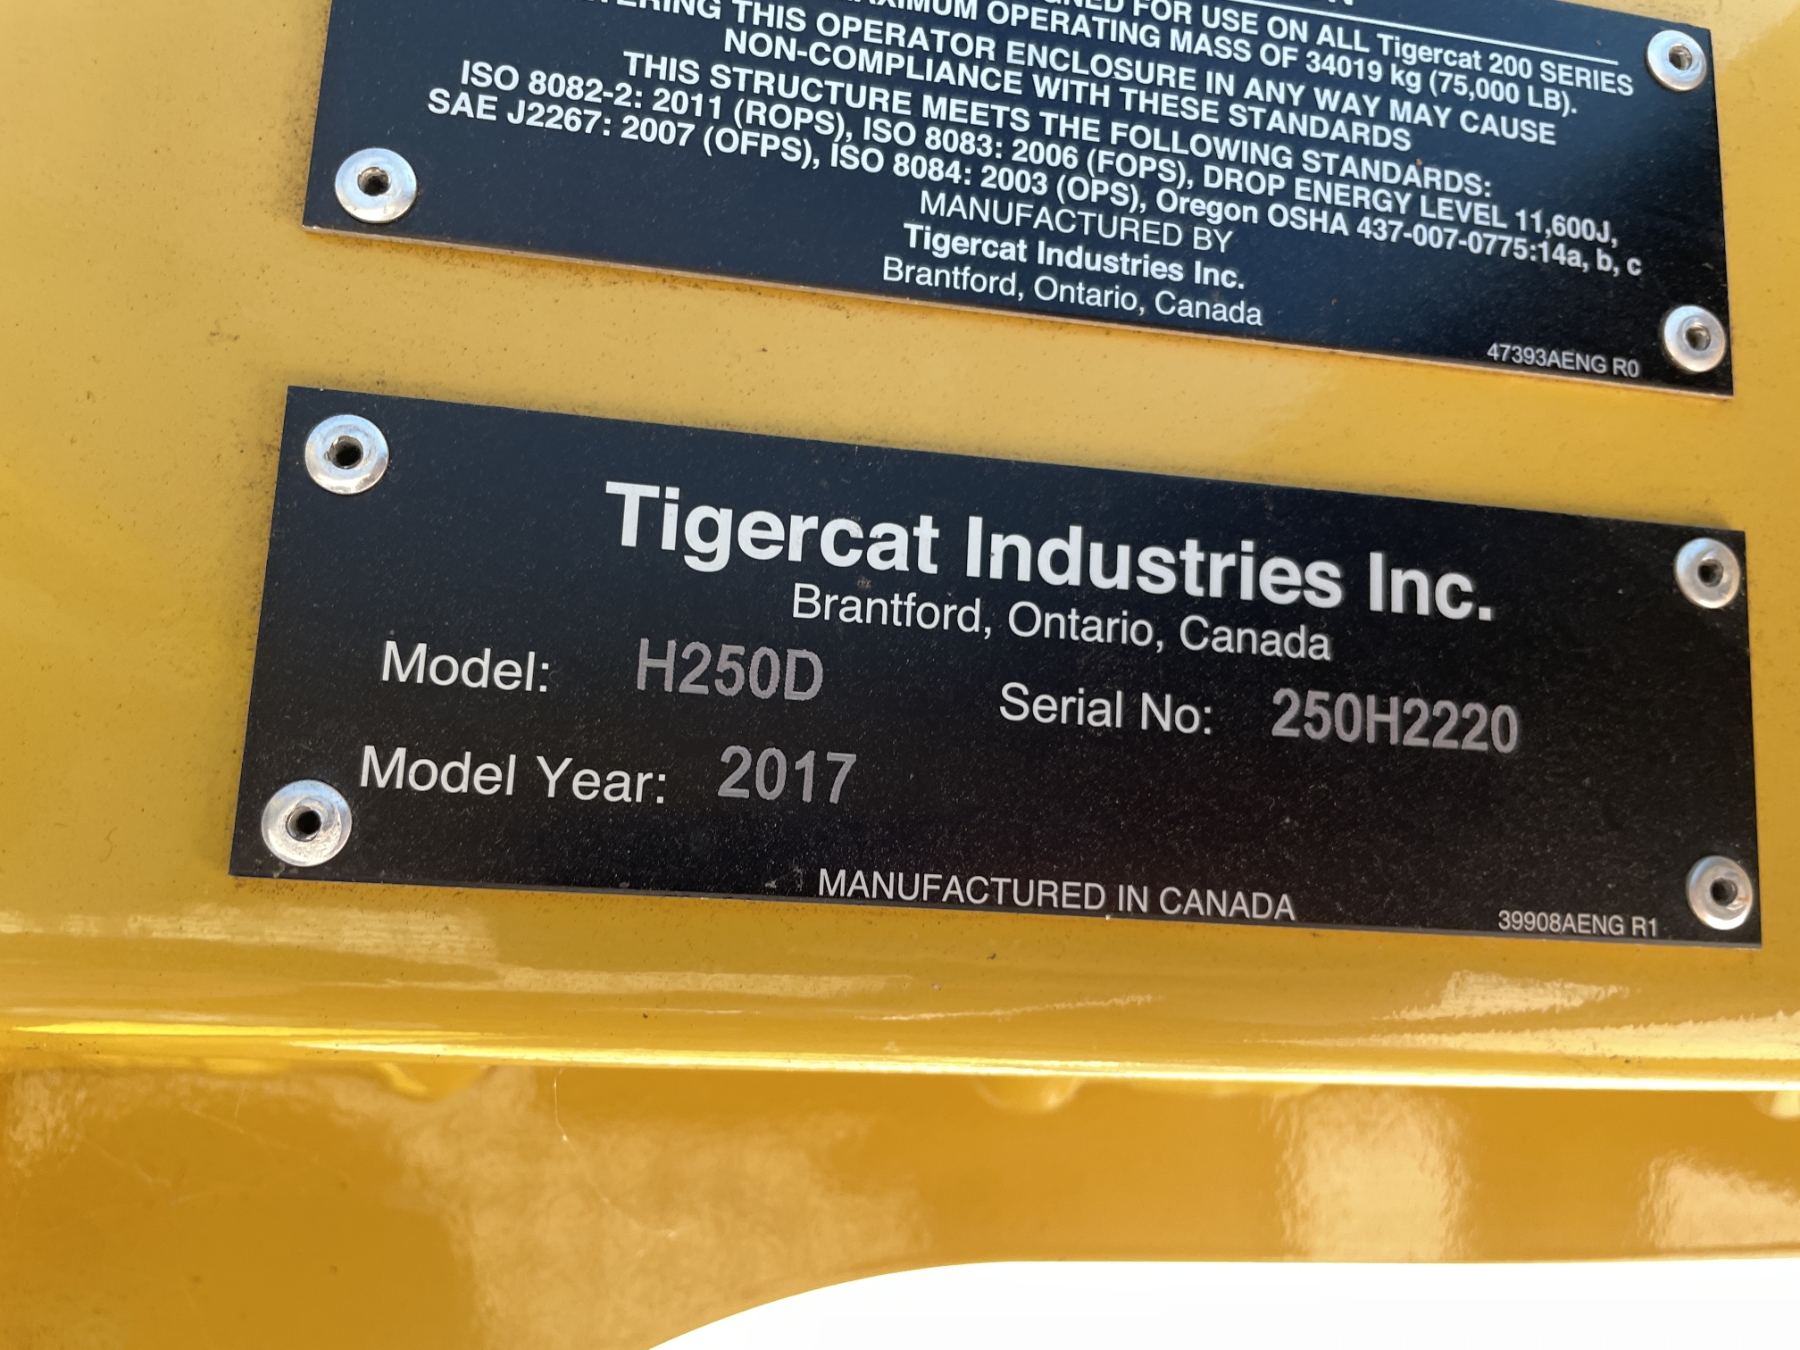 FOR USE ON ALL Tigercat 200 SERIES
MAXIMUM OPERATING MASS OF 34019 kg (75,000 LB).
THIS OPERATOR ENCLOSURE IN ANY WAY MAY CAUSE
NON-COMPLIANCE WITH THESE STANDARDS
THIS STRUCTURE MEETS THE FOLLOWING STANDARDS:
ISO 8082-2: 2011 (ROPS), ISO 8083: 2006 (FOPS), DROP ENERGY LEVEL 11,600J,
SAE J2267: 2007 (OFPS), ISO 8084: 2003 (OPS), Oregon OSHA 437-007-0775:14a, b, c
MANUFACTURED BY
Tigercat Industries Inc.
Brantford, Ontario, Canada
47393AENG R0
Tigercat Industries Inc.
Brantford, Ontario, Canada
Model: H250D
Serial No: 250H2220
Model Year: 2017
MANUFACTURED IN CANADA
39908AENG R1